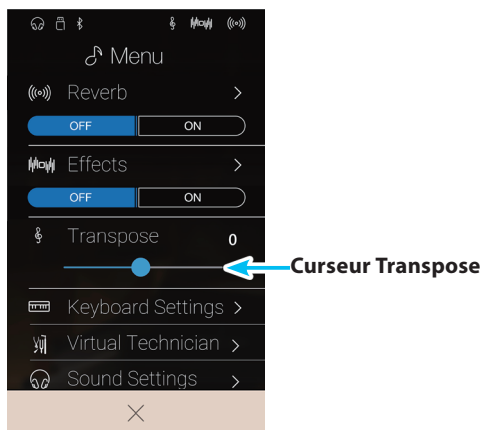 Menu
Reverb
OFF ON
Effects
OFF ON
Transpose 0
Curseur Transpose
Keyboard Settings
Virtual Technician
Sound Settings